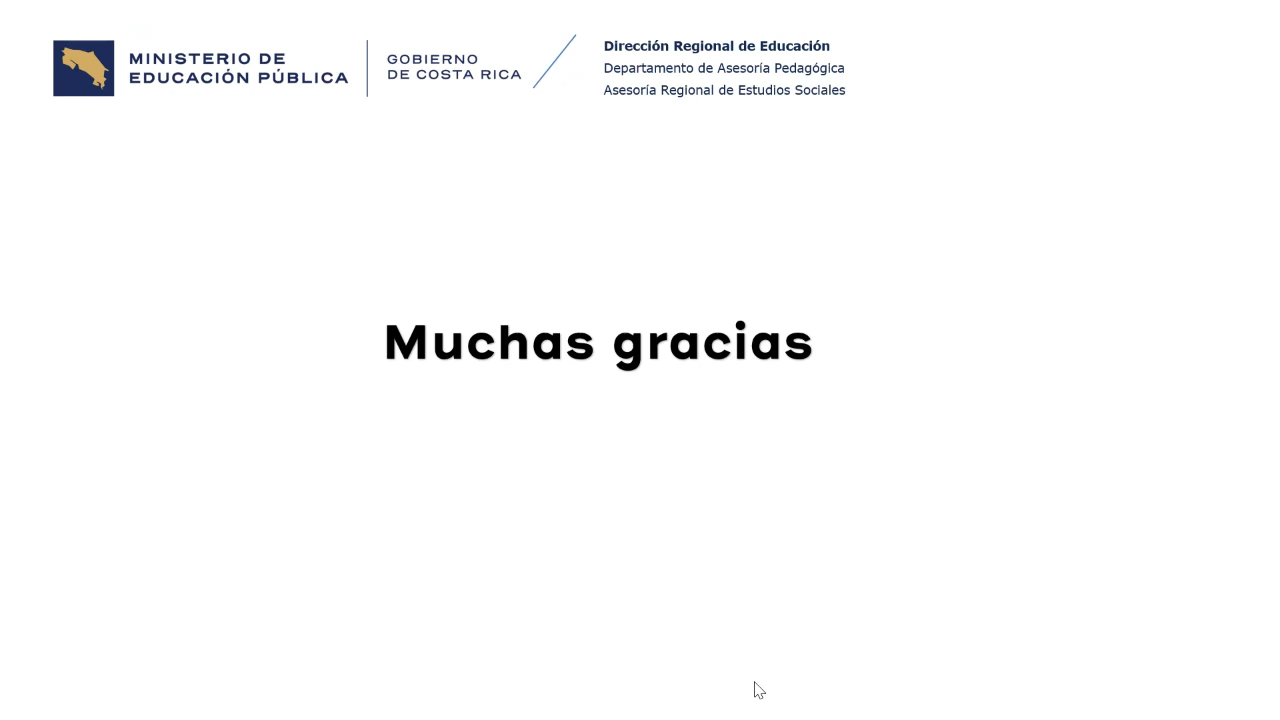 MINISTERIO DE
EDUCACIÓN PÚBLICA
GOBIERNO
DE COSTA RICA
Dirección Regional de Educación
Departamento de Asesoría Pedagógica
Asesoría Regional de Estudios Sociales
Muchas gracias